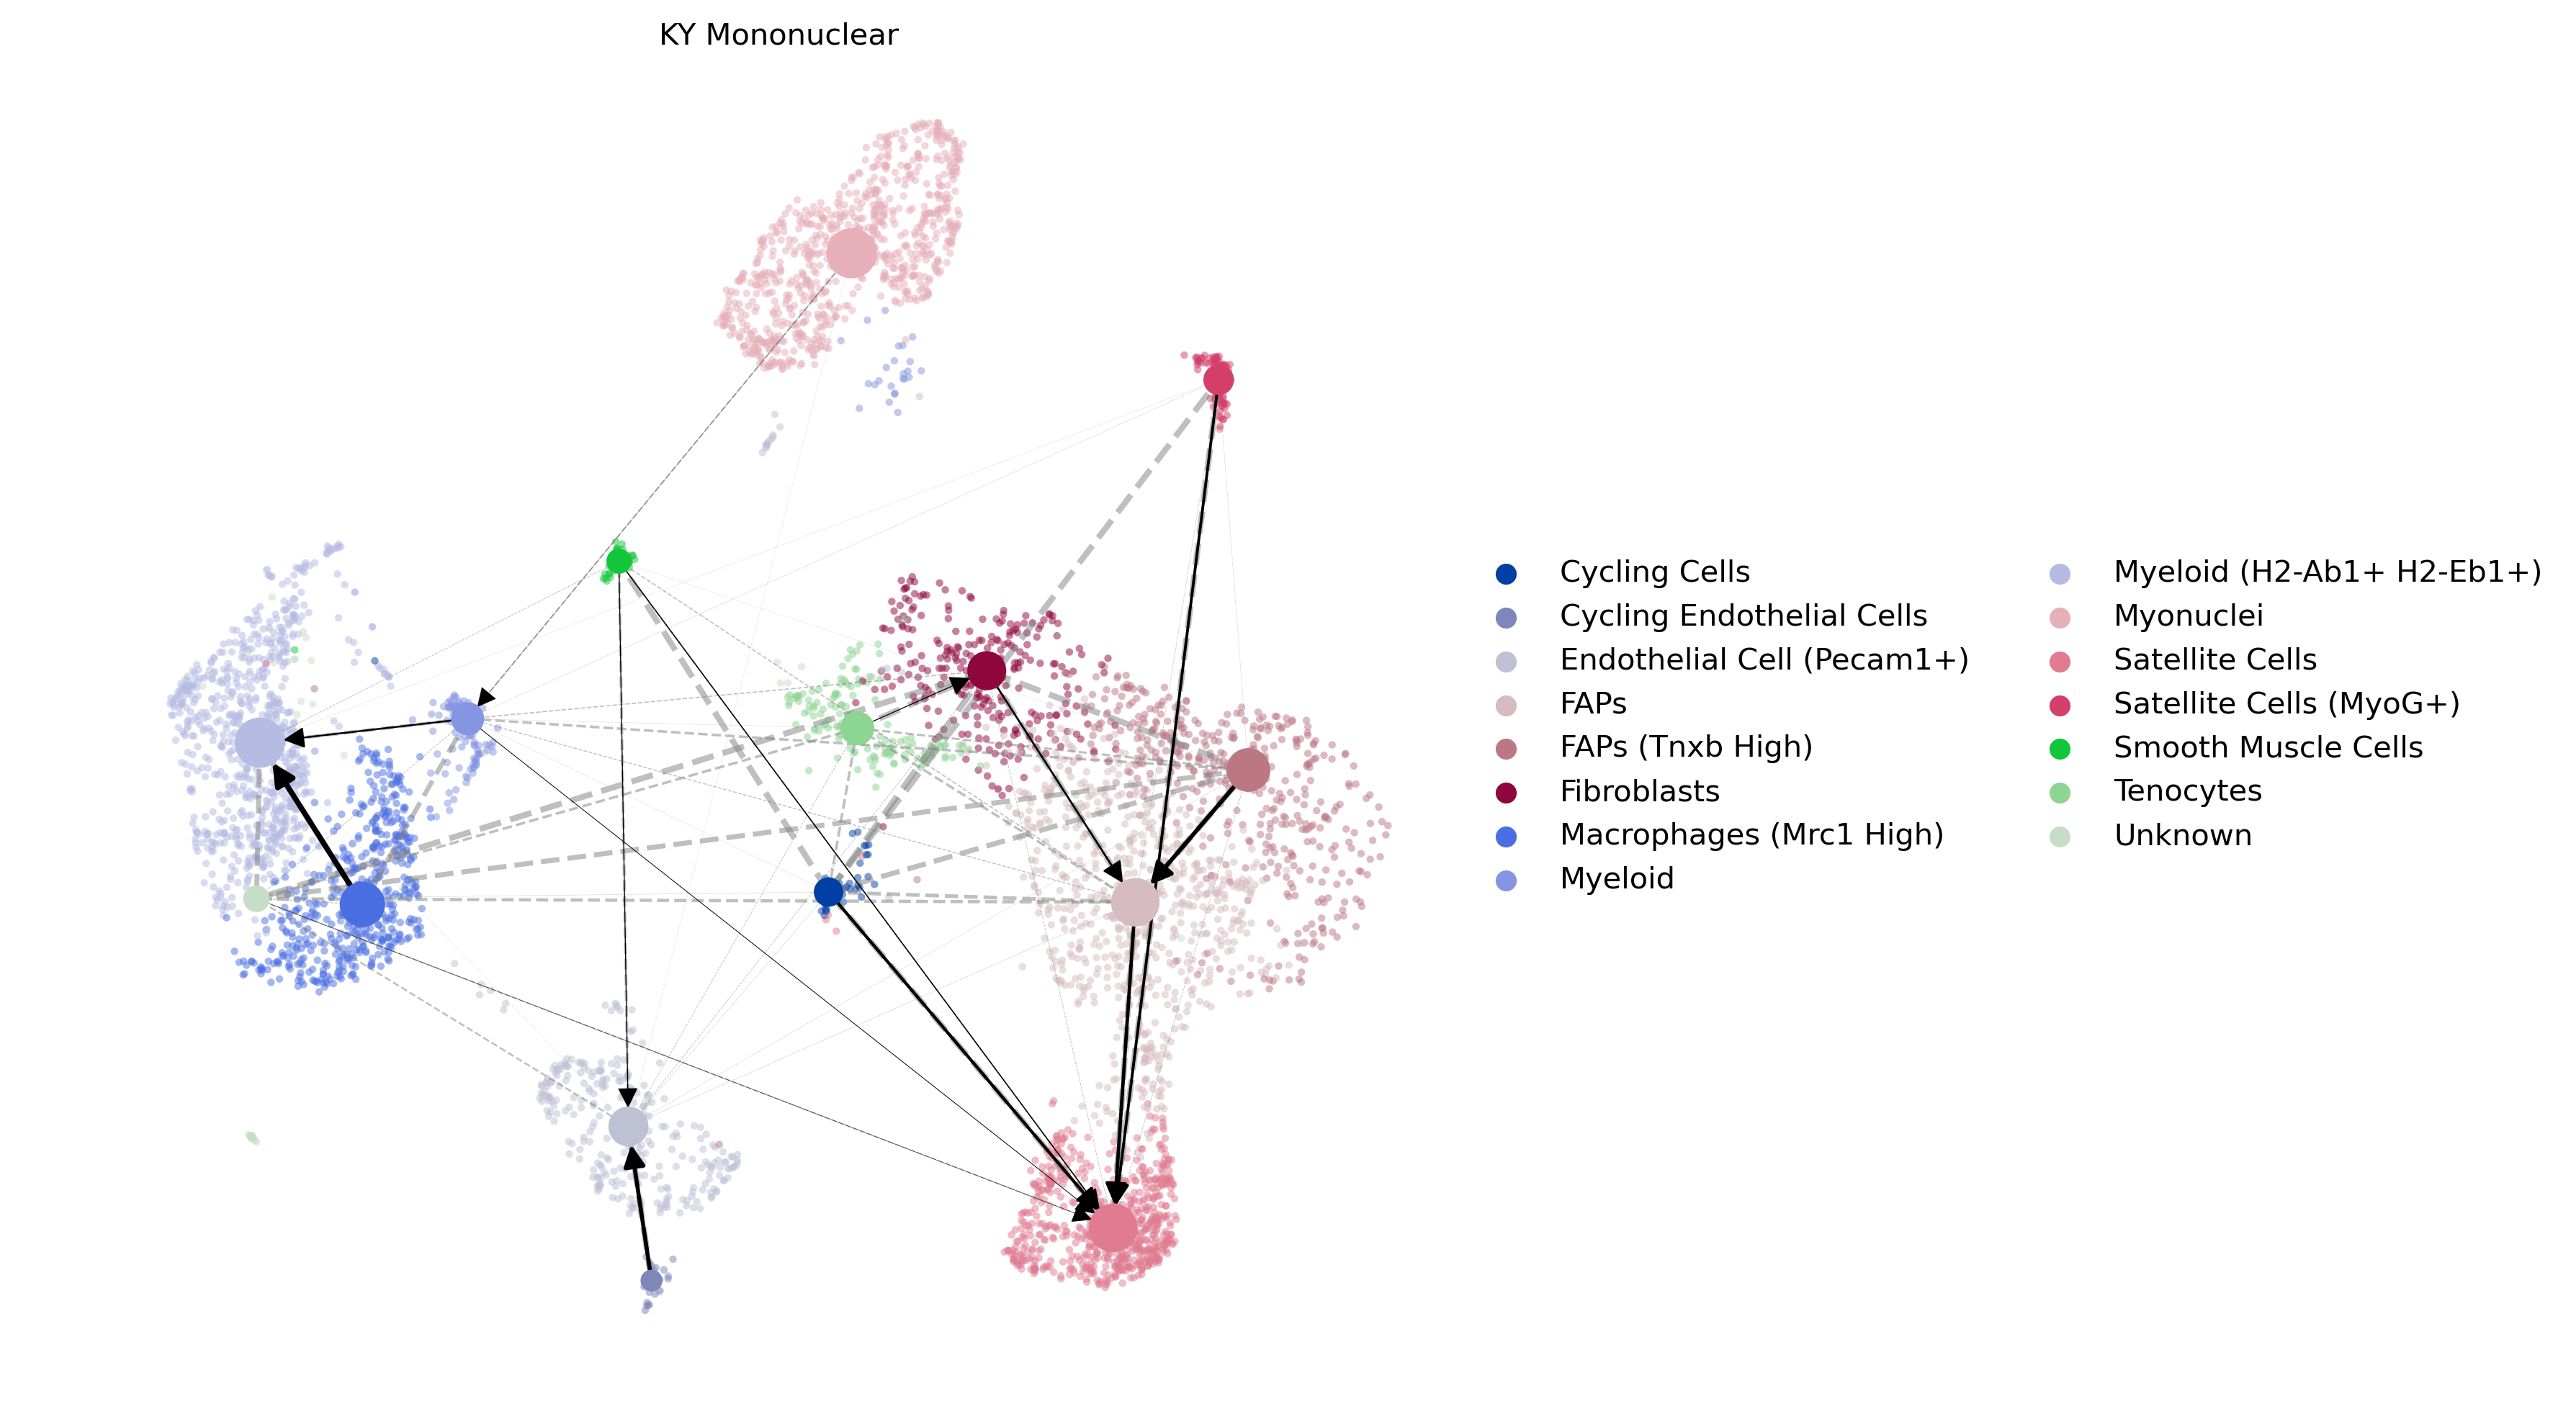 KY Mononuclear
Cycling Cells
Cycling Endothelial Cells
Endothelial Cell (Pecam1+)
FAPs
FAPs (Tnxb High)
Fibroblasts
Macrophages (Mrc1 High)
Myeloid
Myeloid (H2-Ab1+ H2-Eb1+)
Myonuclei
Satellite Cells
Satellite Cells (MyoG+)
Smooth Muscle Cells
Tenocytes
Unknown